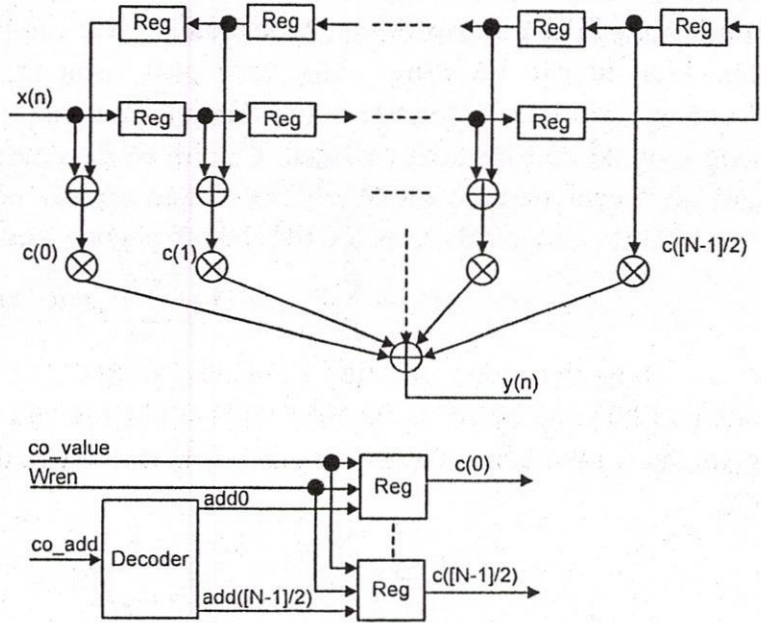 Reg Reg Reg Reg
x(n)
Reg Reg Reg
c(0) c(1) c([N-1]/2)
y(n)
co_value
Wren
add0
Reg
c(0)
co_add
Decoder
Reg
c([N-1]/2)
add([N-1]/2)